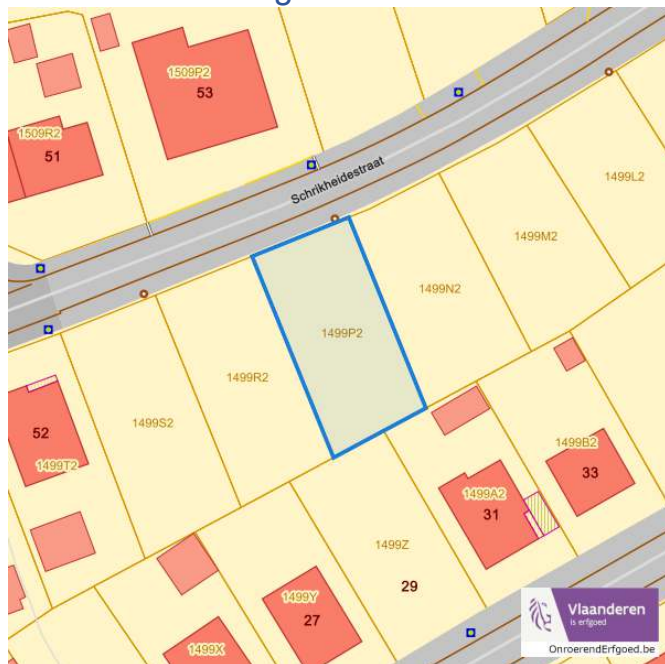 1509P2
53
1509R2
51
Schrikheidestraat
1499L2
1499M2
1499N2
1499P2
1499R2
1499S2
52
1499T2
1499B2
33
1499A2
31
1499Z
29
1499Y
27
1499X
Vlaanderen
is erfgoed
OnroerendErfgoed.be